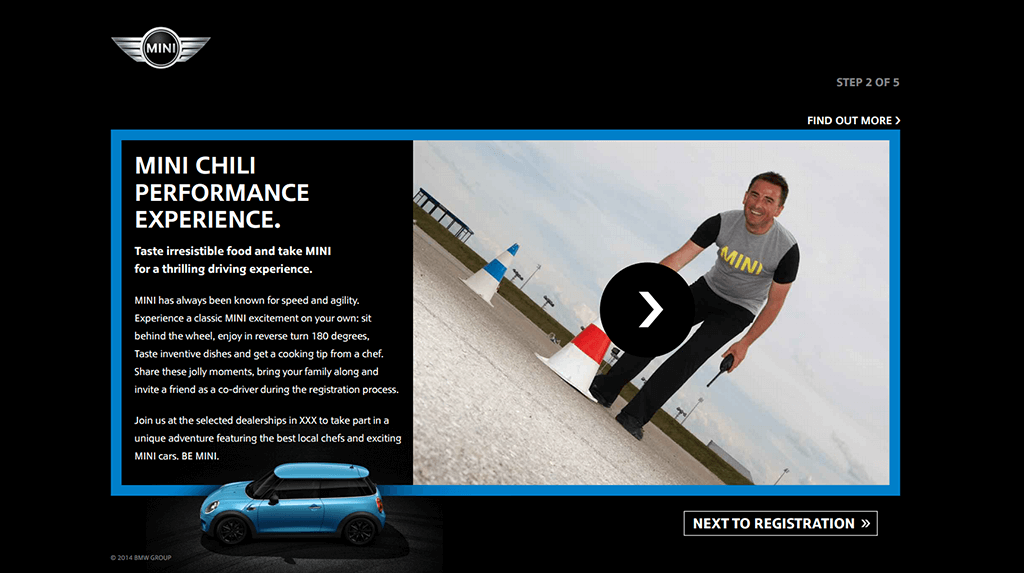 MINI
STEP 2 OF 5
FIND OUT MORE
MINI CHILI
PERFORMANCE
EXPERIENCE.
Taste irresistible food and take MINI
for a thrilling driving experience.
MINI has always been known for speed and agility.
Experience a classic MINI excitement on your own: sit
behind the wheel, enjoy in reverse turn 180 degrees,
Taste inventive dishes and get a cooking tip from a chef.
Share these jolly moments, bring your family along and
invite a friend as a co-driver during the registration process.
Join us at the selected dealerships in XXX to take part in a
unique adventure featuring the best local chefs and exciting
MINI cars. BE MINI.
MINI
NEXT TO REGISTRATION »
© 2014 BMW GROUP